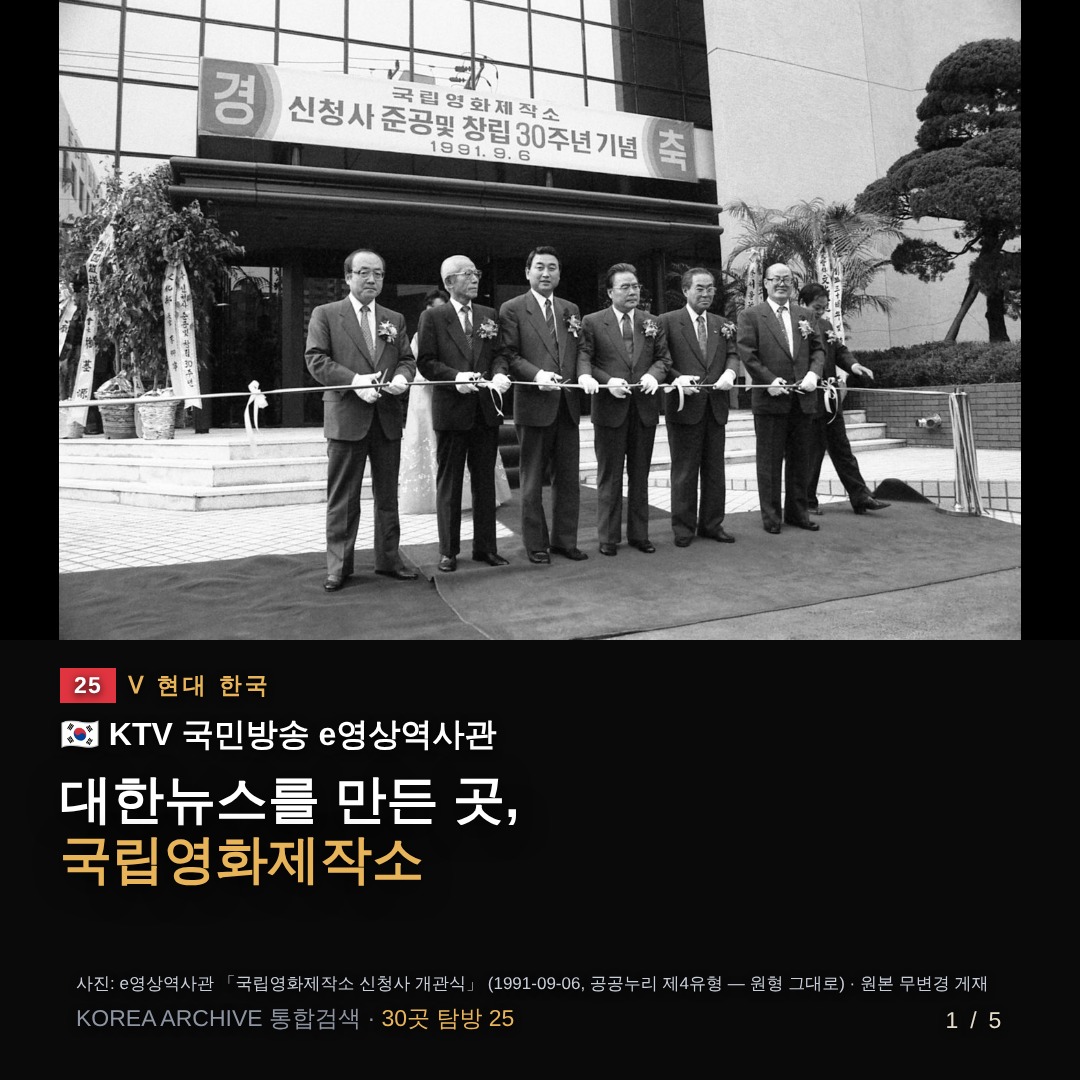 경 국립영화제작소 축
신청사 준공및 창립 30주년 기념
1991. 9. 6
25 V 현대 한국
🇰🇷 KTV 국민방송 e영상역사관
대한뉴스를 만든 곳,
국립영화제작소
사진: e영상역사관 「국립영화제작소 신청사 개관식」 (1991-09-06, 공공누리 제4유형 — 원형 그대로) · 원본 무변경 게재
KOREA ARCHIVE 통합검색 · 30곳 탐방 25
1 / 5